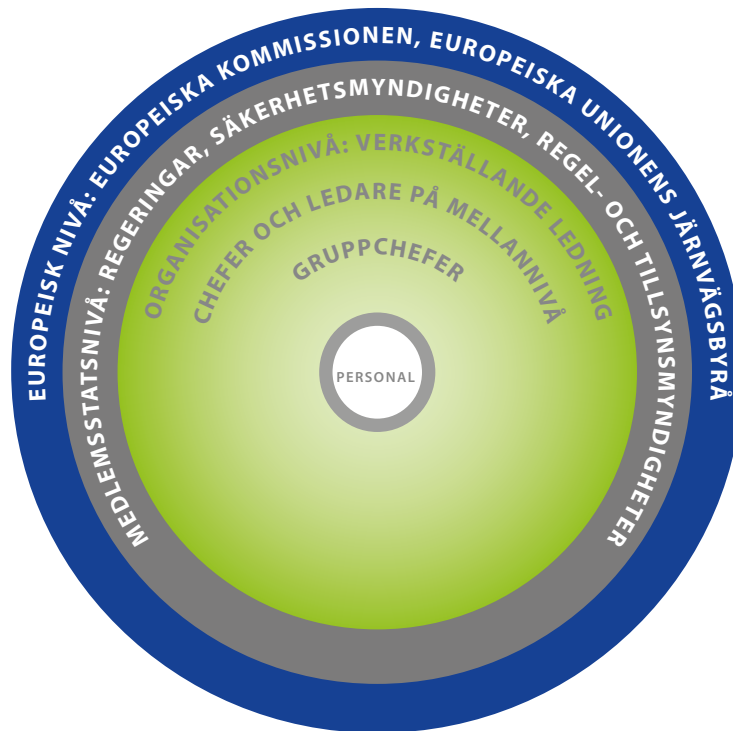 EUROPEISK NIVÅ: EUROPEISKA KOMMISSIONEN, EUROPEISKA UNIONENS JÄRNVÄGSBYRÅ
MEDLEMSSTATSNIVÅ: REGERINGAR, SÄKERHETSMYNDIGHETER, REGEL- OCH TILLSYNSMYNDIGHETER
ORGANISATIONSNIVÅ: VERKSTÄLLANDE LEDNING
CHEFER OCH LEDARE PÅ MELLANNIVÅ
GRUPPCHEFER
PERSONAL